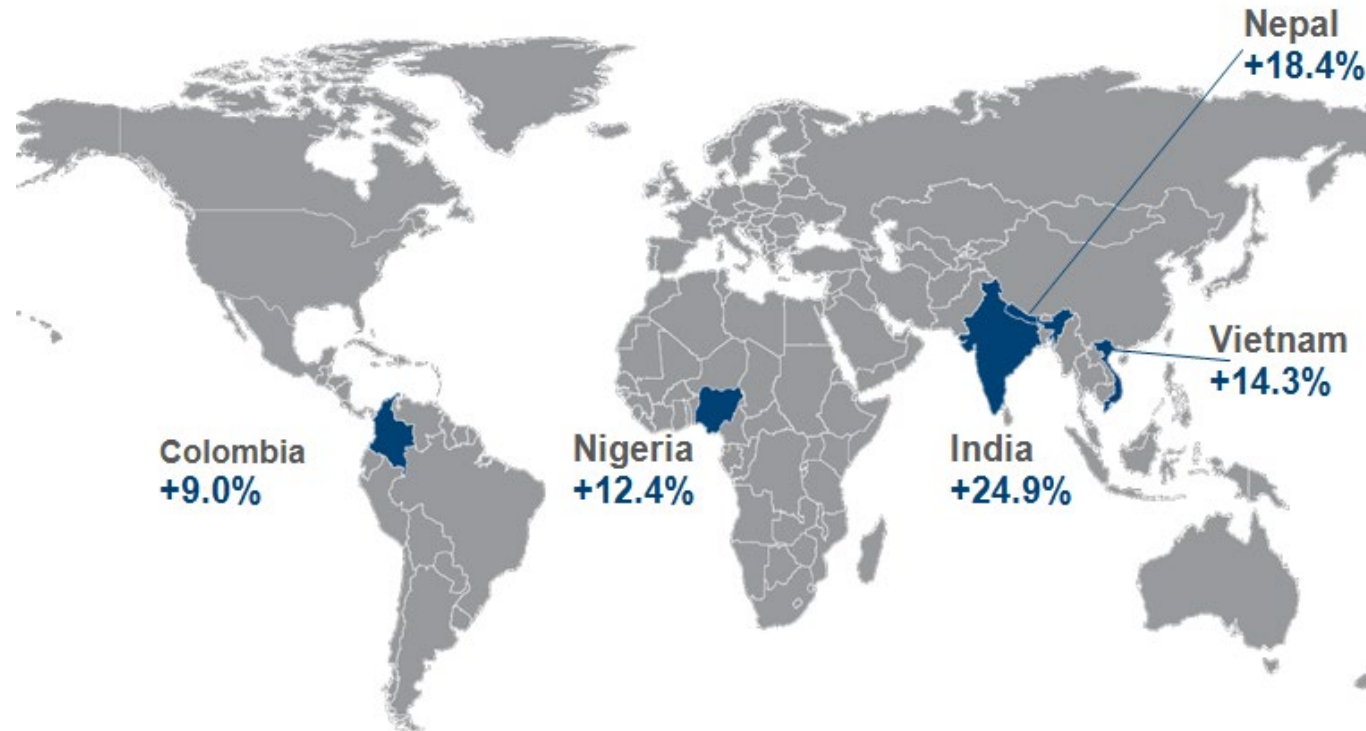 Nepal
+18.4%
Vietnam
+14.3%
Colombia
+9.0%
Nigeria
+12.4%
India
+24.9%